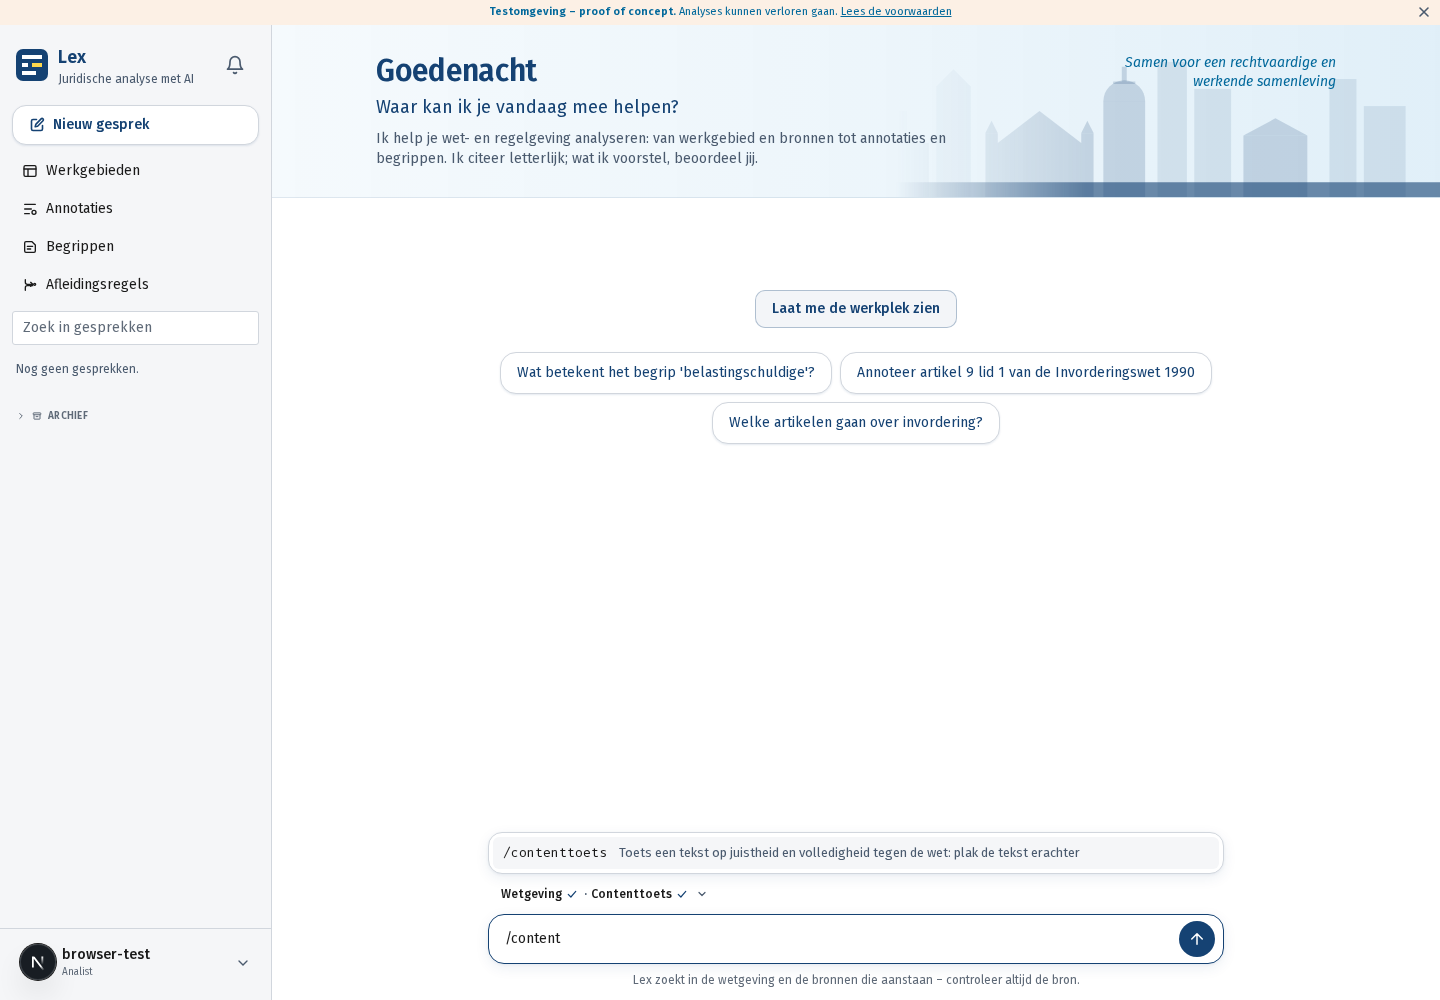 Testomgeving – proof of concept. Analyses kunnen verloren gaan. Lees de voorwaarden
Lex
Juridische analyse met AI
Nieuw gesprek
Werkgebieden
Annotaties
Begrippen
Afleidingsregels
Zoek in gesprekken
Nog geen gesprekken.
ARCHIEF
browser-test
Analist
Goedenacht
Waar kan ik je vandaag mee helpen?
Ik help je wet- en regelgeving analyseren: van werkgebied en bronnen tot annotaties en
begrippen. Ik citeer letterlijk; wat ik voorstel, beoordeel jij.
Samen voor een rechtvaardige en
werkende samenleving
Laat me de werkplek zien
Wat betekent het begrip 'belastingschuldige'?
Annoteer artikel 9 lid 1 van de Invorderingswet 1990
Welke artikelen gaan over invordering?
/contenttoets Toets een tekst op juistheid en volledigheid tegen de wet: plak de tekst erachter
Wetgeving ✓ · Contenttoets ✓
/content
Lex zoekt in de wetgeving en de bronnen die aanstaan – controleer altijd de bron.